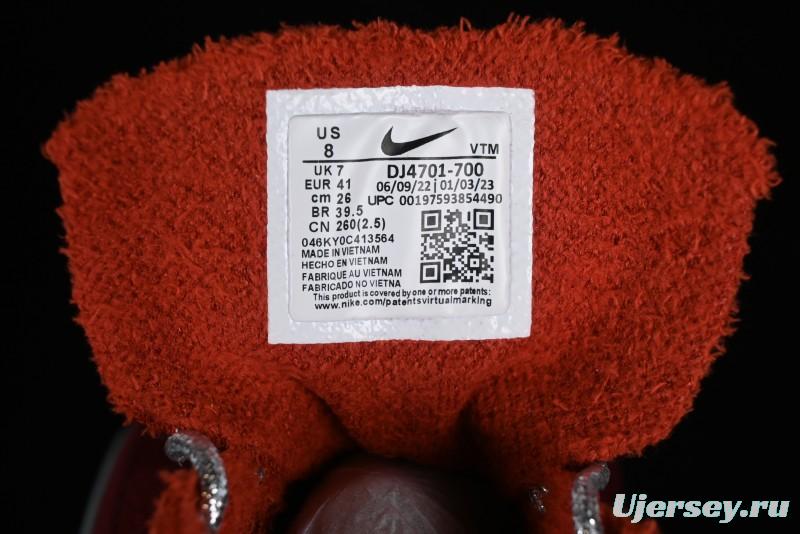 US
8
VTM
UK 7
DJ4701-700
EUR 41
06/09/22 | 01/03/23
cm 26
UPC 00197593854490
BR 39.5
CN 260(2.5)
046KY0C413564
MADE IN VIETNAM
HECHO EN VIETNAM
FABRIQUE AU VIETNAM
FABRICADO NO VIETNA
This product is covered by one or more patents:
www.nike.com/patentsvirtualmarking
Ujersey.ru